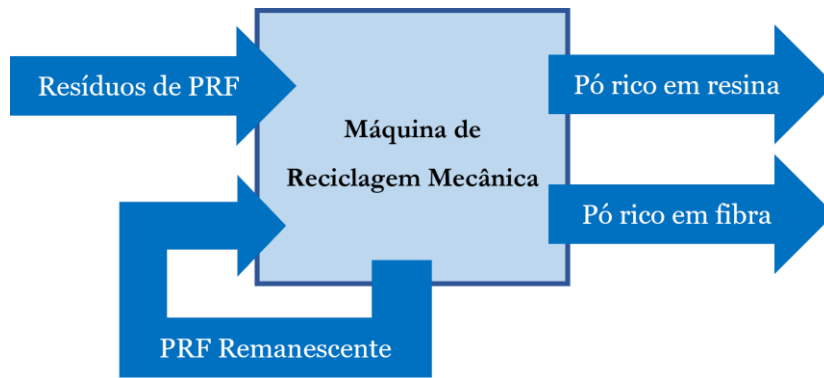 Resíduos de PRF
Máquina de
Reciclagem Mecânica
Pó rico em resina
Pó rico em fibra
PRF Remanescente